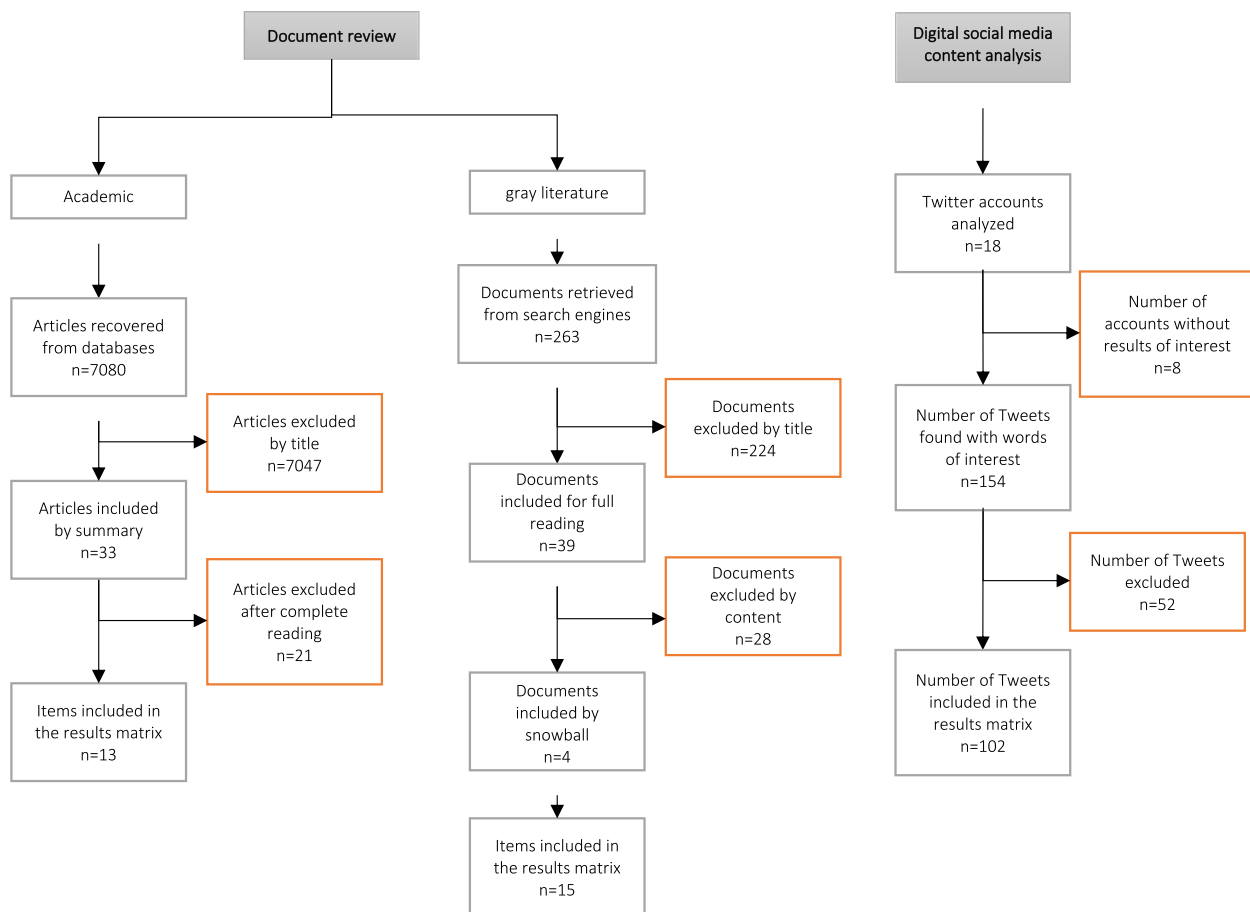 Document review
Academic
Articles recovered
from databases
n=7080
Articles excluded
by title
n=7047
Articles included
by summary
n=33
Articles excluded
after complete
reading
n=21
Items included in
the results matrix
n=13
gray literature
Documents retrieved
from search engines
n=263
Documents
excluded by title
n=224
Documents
included for full
reading
n=39
Documents
excluded by
content
n=28
Documents
included by
snowball
n=4
Items included in
the results matrix
n=15
Digital social media
content analysis
Twitter accounts
analyzed
n=18
Number of
accounts without
results of interest
n=8
Number of Tweets
found with words
of interest
n=154
Number of Tweets
excluded
n=52
Number of Tweets
included in the
results matrix
n=102